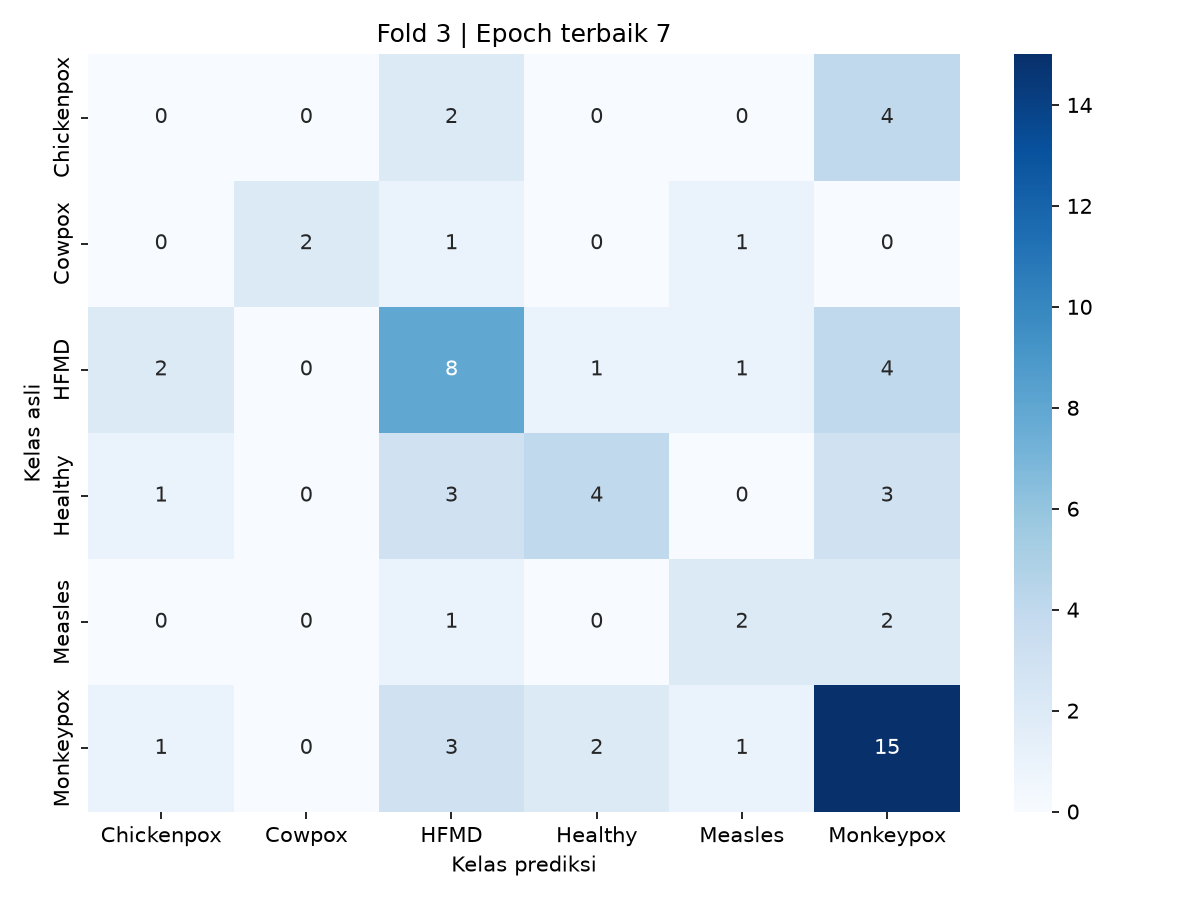 Fold 3 | Epoch terbaik 7
Kelas asli
Chickenpox 0 0 2 0 0 4
Cowpox 0 2 1 0 1 0
HFMD 2 0 8 1 1 4
Healthy 1 0 3 4 0 3
Measles 0 0 1 0 2 2
Monkeypox 1 0 3 2 1 15
Chickenpox Cowpox HFMD Healthy Measles Monkeypox
Kelas prediksi
14
12
10
8
6
4
2
0